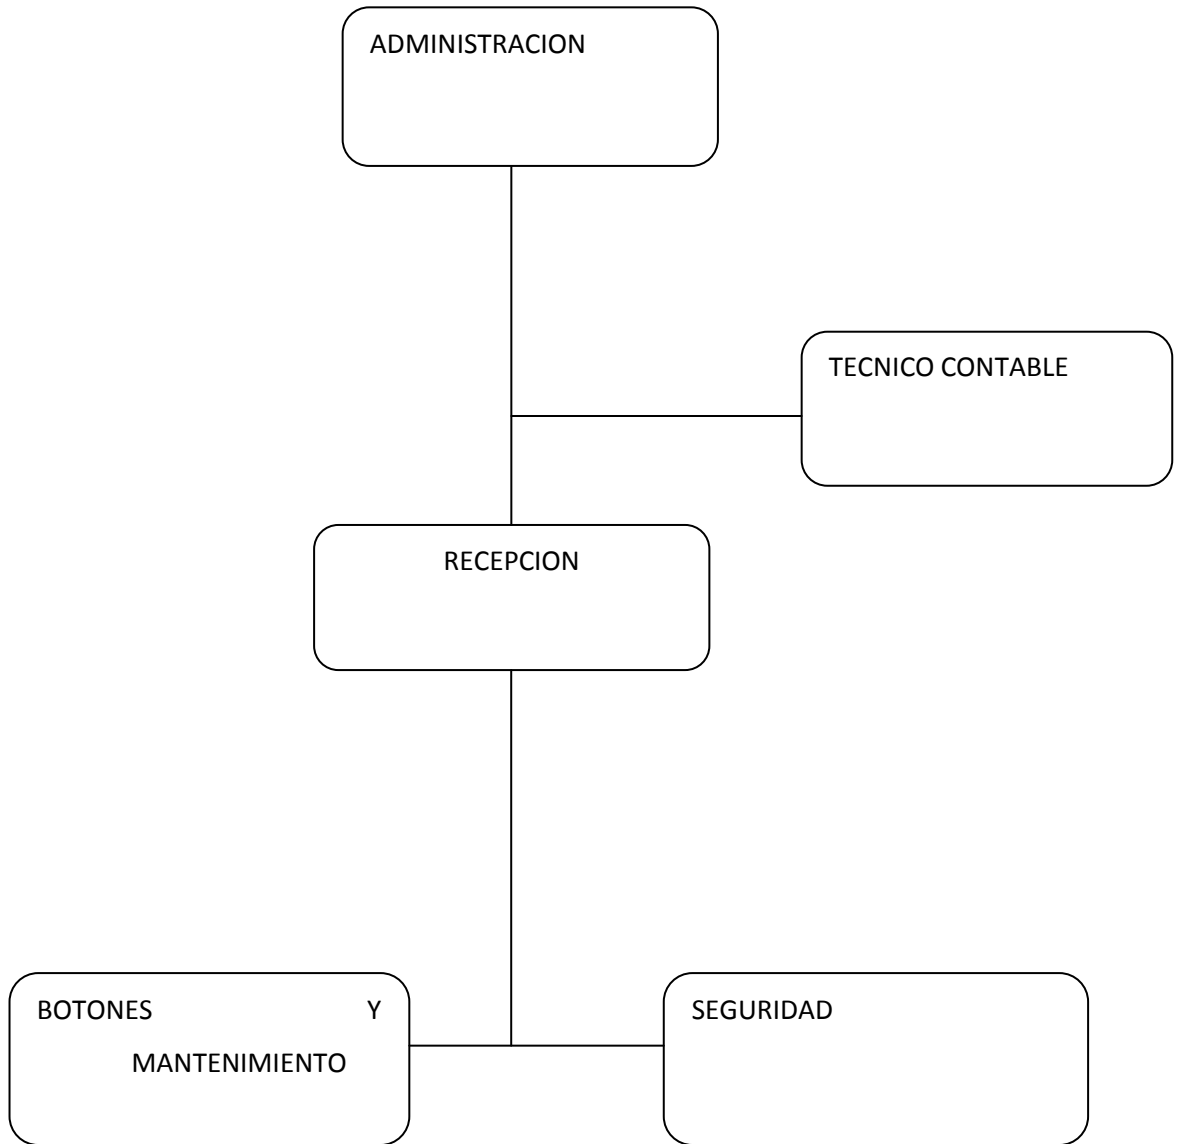 ADMINISTRACION
TECNICO CONTABLE
RECEPCION
BOTONES Y
MANTENIMIENTO
SEGURIDAD